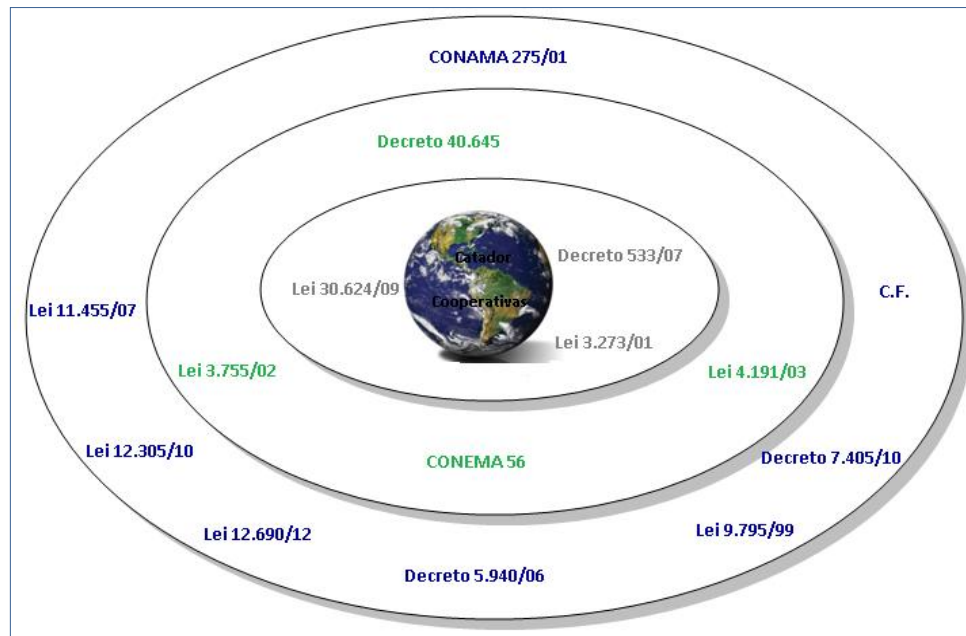 CONAMA 275/01
Decreto 40.645
Catador
Decreto 533/07
Lei 30.624/09
Cooperativas
C.F.
Lei 11.455/07
Lei 3.273/01
Lei 3.755/02
Lei 4.191/03
Lei 12.305/10
CONEMA 56
Decreto 7.405/10
Lei 12.690/12
Lei 9.795/99
Decreto 5.940/06